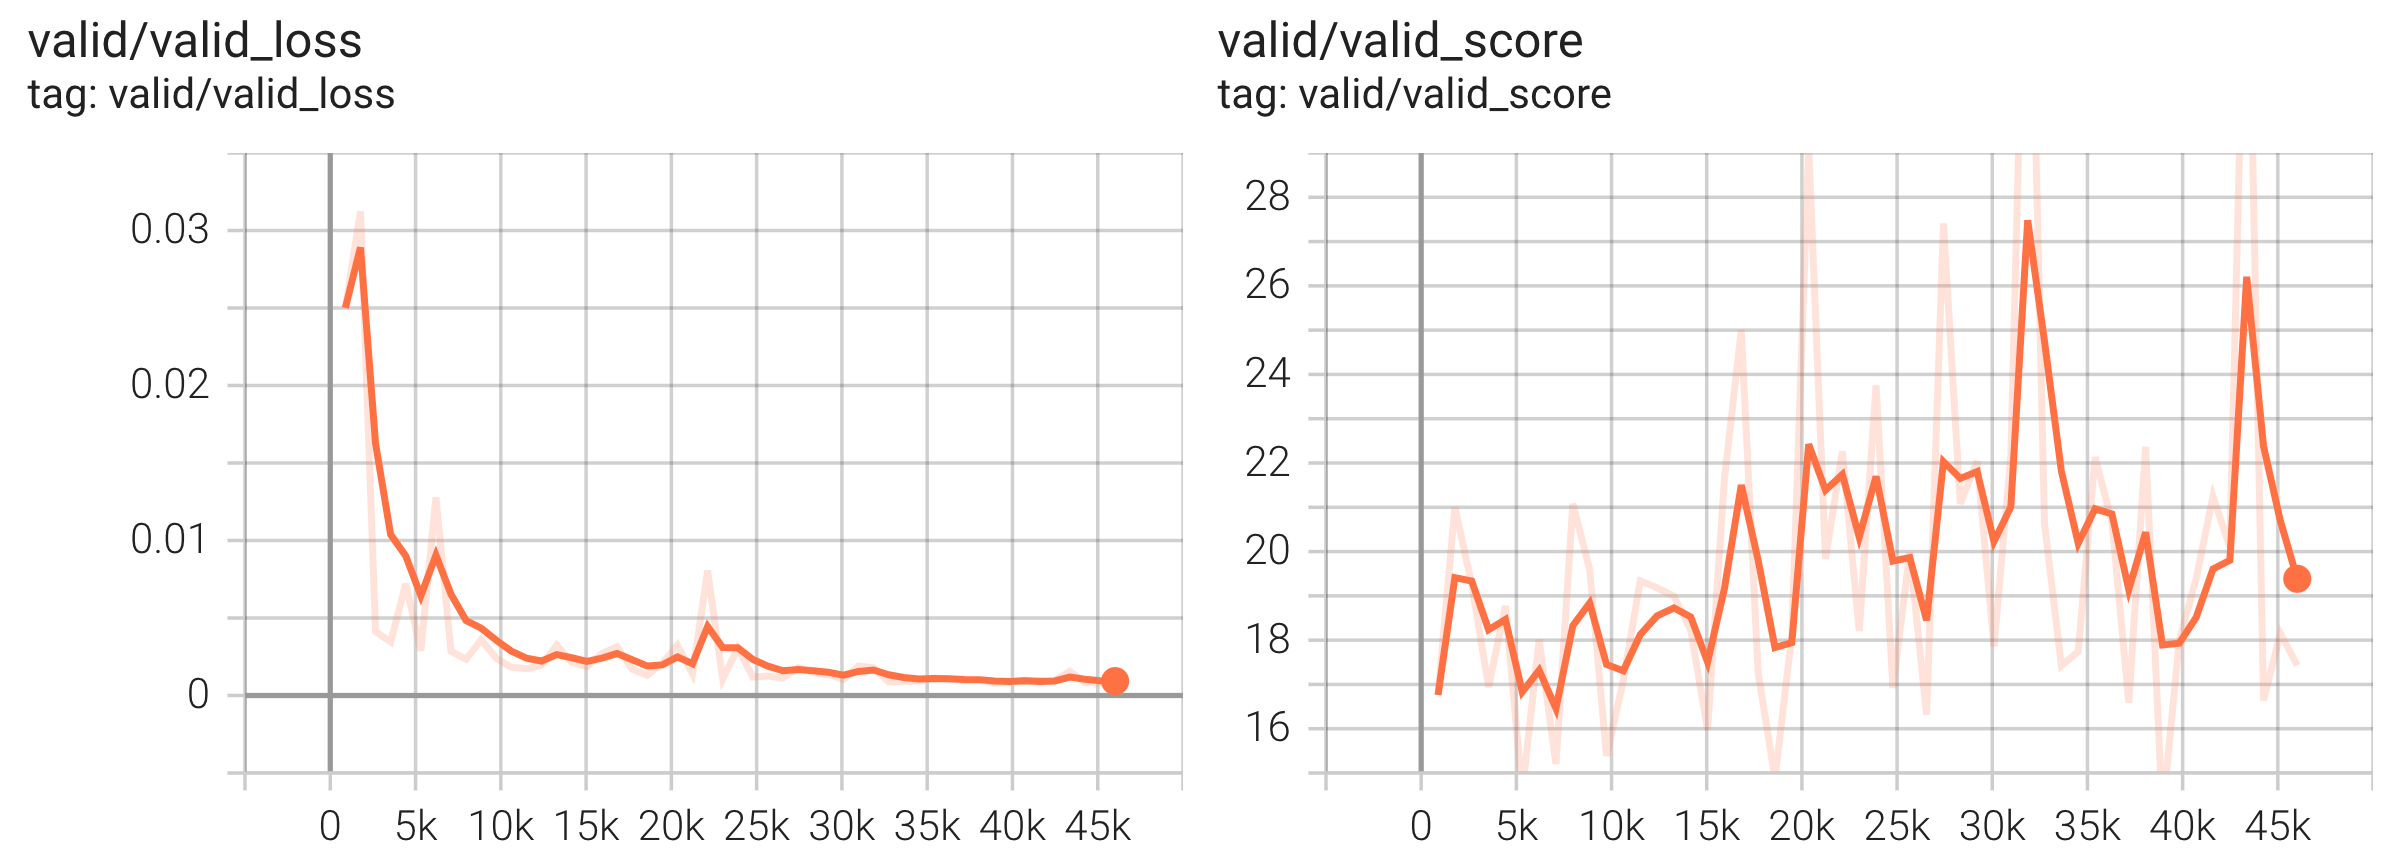 valid/valid_loss
tag: valid/valid_loss
0.03
0.02
0.01
0
0 5k 10k 15k 20k 25k 30k 35k 40k 45k
valid/valid_score
tag: valid/valid_score
28
26
24
22
20
18
16
0 5k 10k 15k 20k 25k 30k 35k 40k 45k